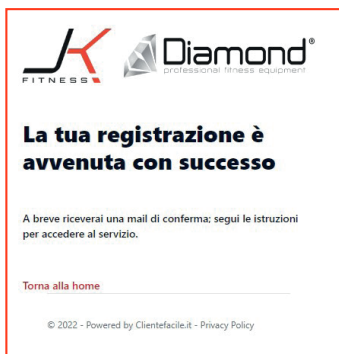 JK
FITNESS
Diamond®
professional fitness equipment
La tua registrazione è
avvenuta con successo
A breve riceverai una mail di conferma; segui le istruzioni
per accedere al servizio.
Torna alla home
© 2022 - Powered by Clientefacile.it - Privacy Policy